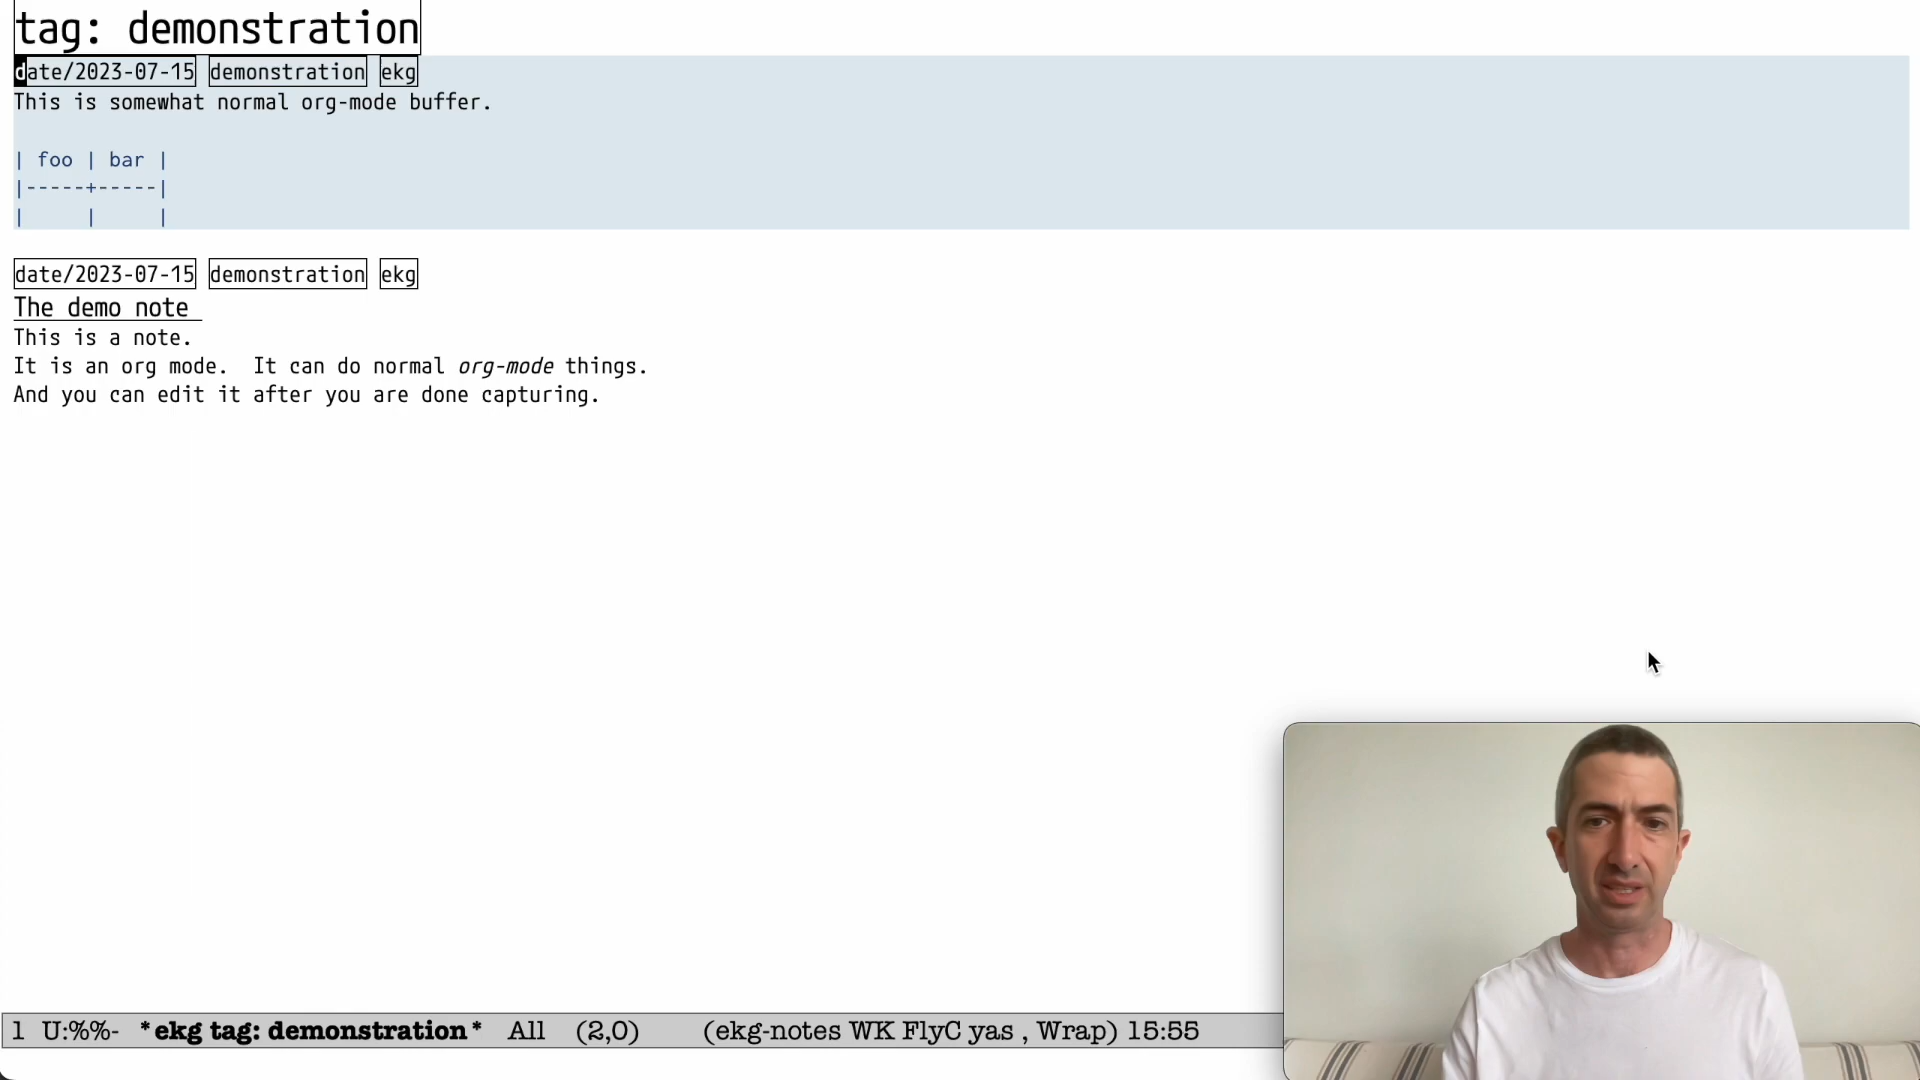 tag: demonstration
date/2023-07-15 demonstration ekg
This is somewhat normal org-mode buffer.
| foo | bar |
|-----+-----|
|     |     |
date/2023-07-15 demonstration ekg
The demo note
This is a note.
It is an org mode.  It can do normal org-mode things.
And you can edit it after you are done capturing.
1 U:%%- *ekg tag: demonstration* All (2,0) (ekg-notes WK FlyC yas , Wrap) 15:55